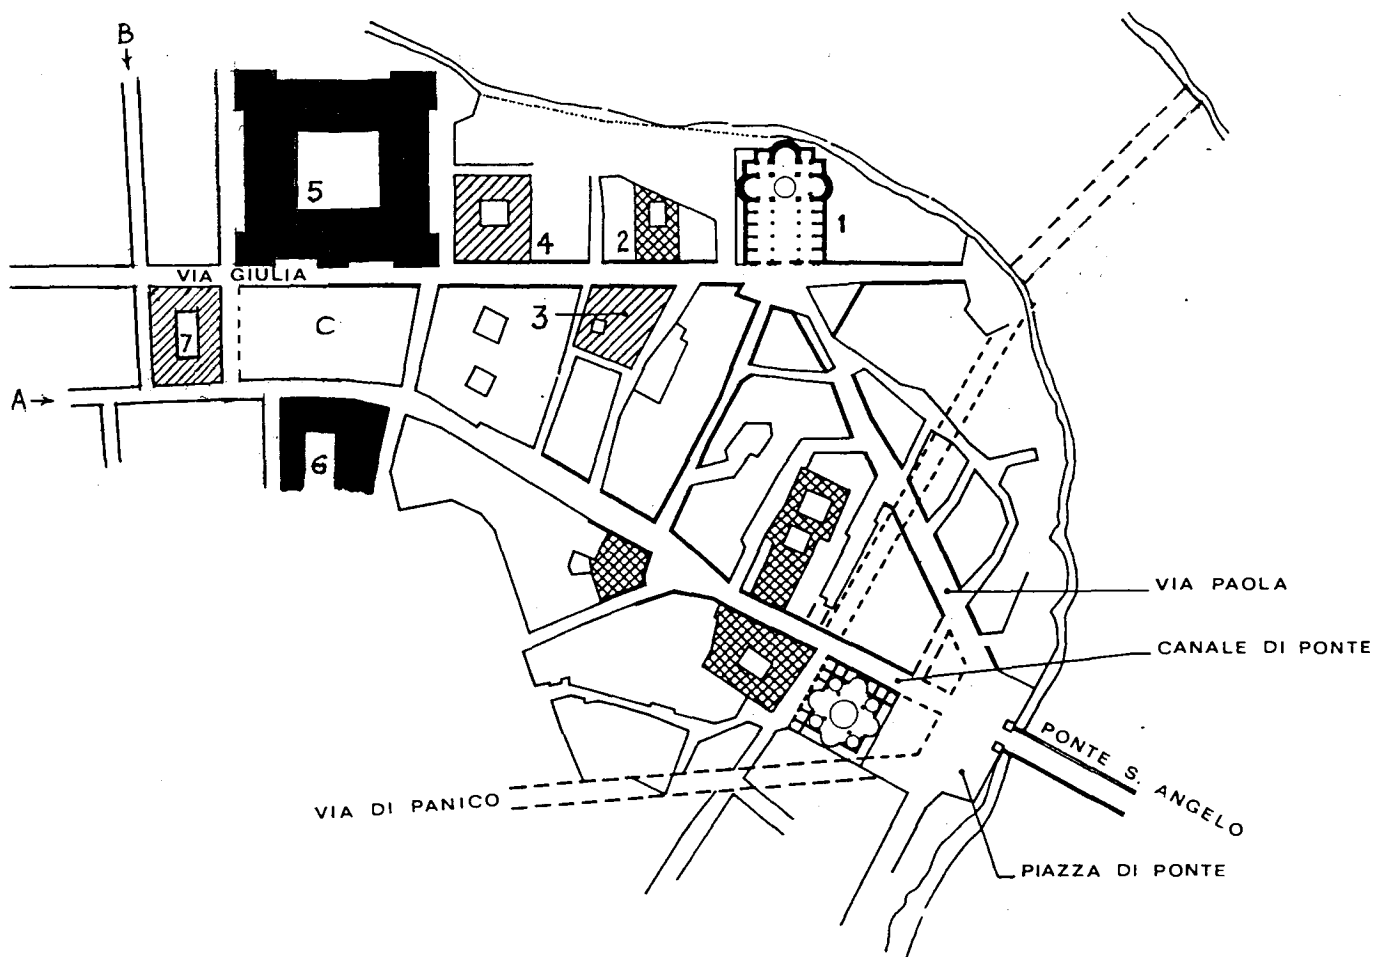 B
5
4
2
1
VIA GIULIA
3
7
C
A
6
VIA PAOLA
CANALE DI PONTE
PONTE S. ANGELO
VIA DI PANICO
PIAZZA DI PONTE